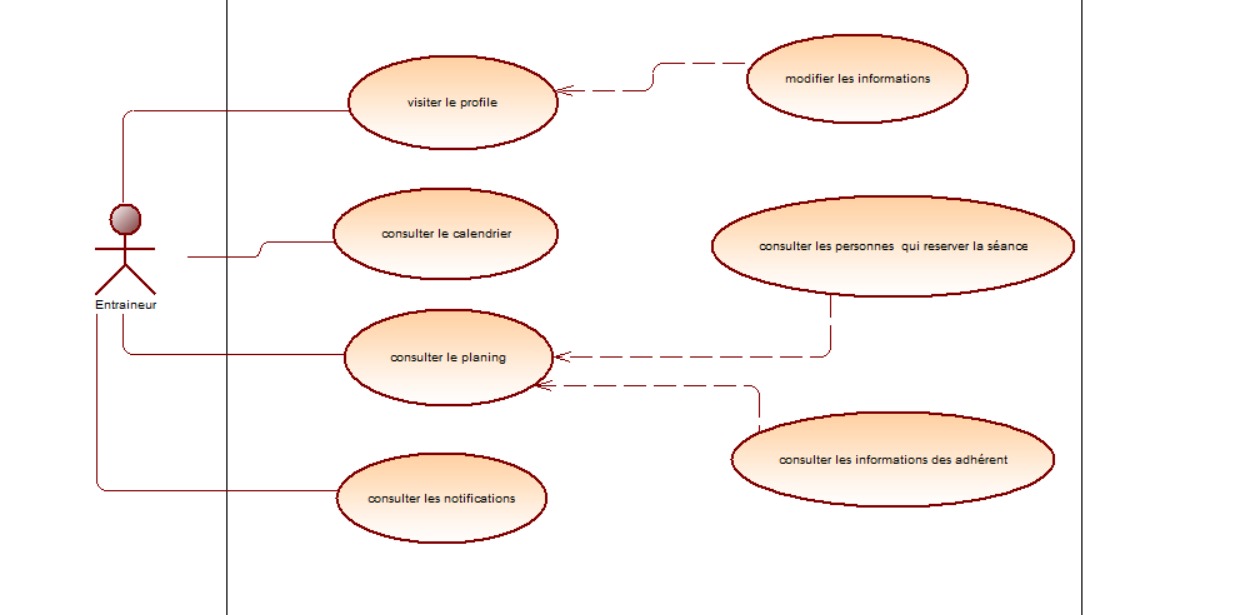 modifier les informations
visiter le profile
consulter le calendrier
consulter les personnes  qui reserver la séance
Entraineur
consulter le planing
consulter les informations des adhérent
consulter les notifications